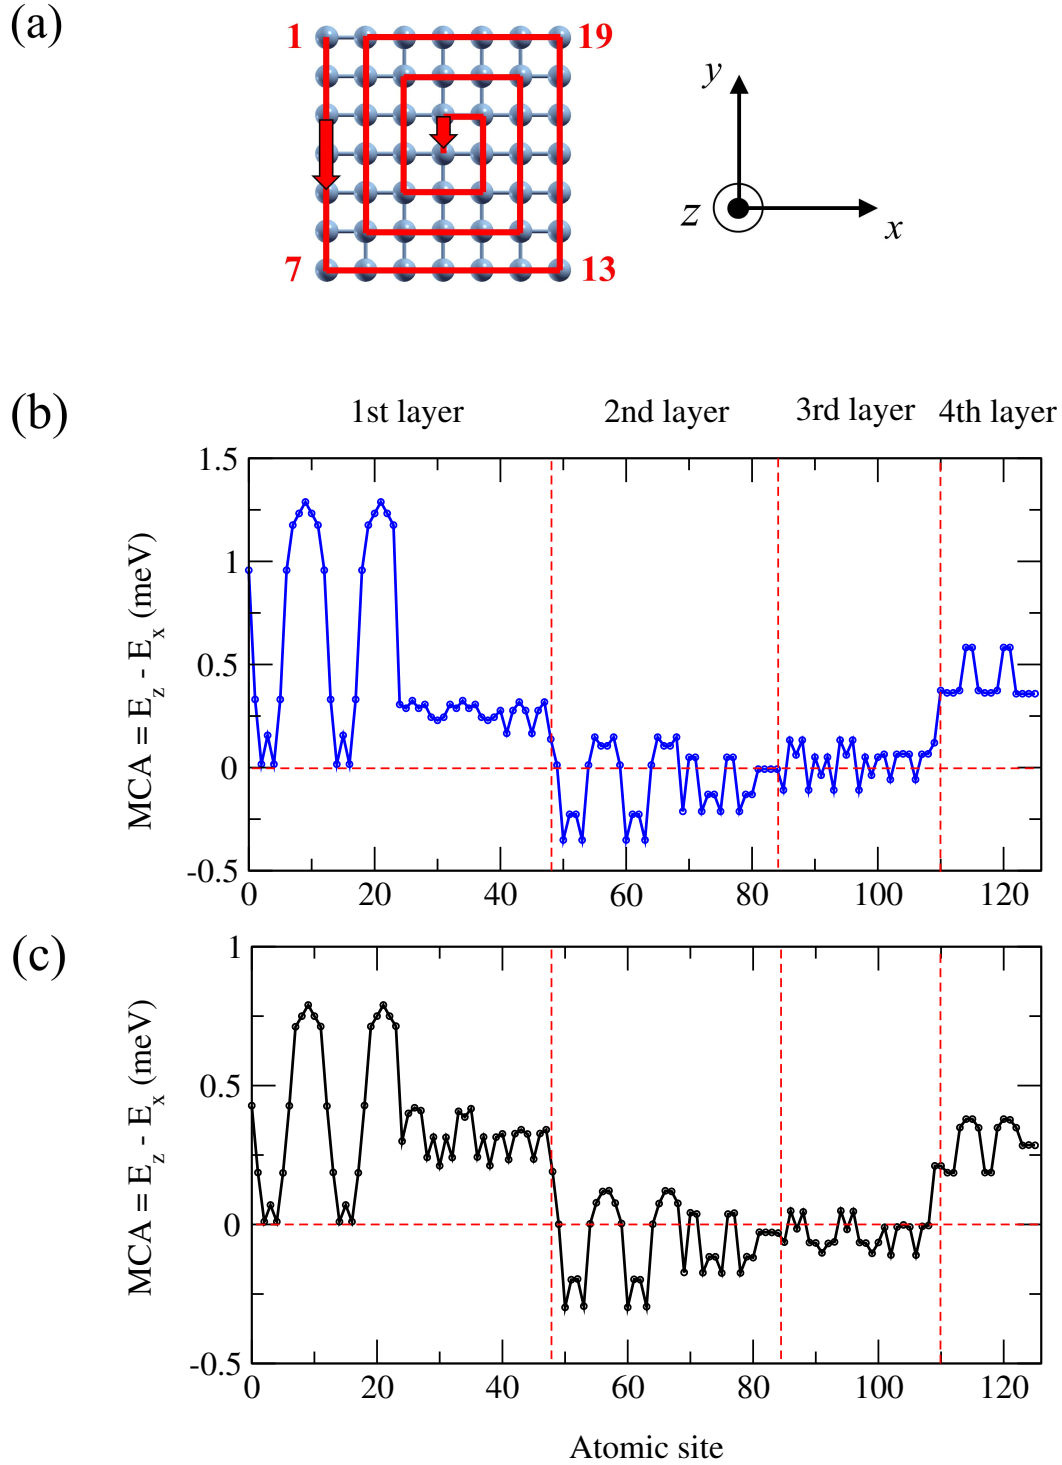 (a)
1 19
7 13
y
z x
(b)
1st layer 2nd layer 3rd layer 4th layer
MCA = E_z - E_x (meV)
1.5
1
0.5
0
-0.5
0 20 40 60 80 100 120
(c)
MCA = E_z - E_x (meV)
1
0.5
0
-0.5
0 20 40 60 80 100 120
Atomic site